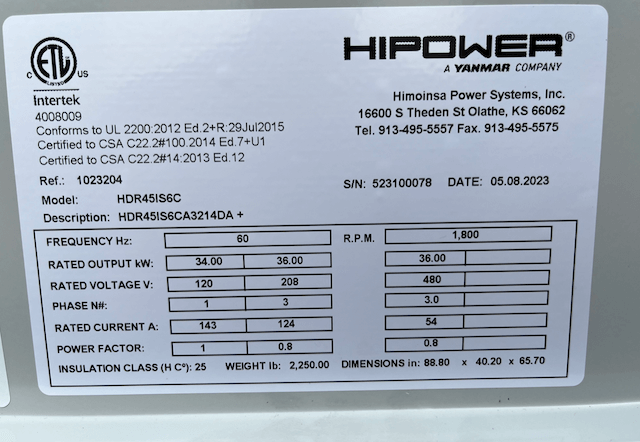 ETL
LISTED
C US
Intertek
4008009
Conforms to UL 2200:2012 Ed.2+R:29Jul2015
Certified to CSA C22.2#100.2014 Ed.7+U1
Certified to CSA C22.2#14:2013 Ed.12
HIPOWER®
A YANMAR COMPANY
Himoinsa Power Systems, Inc.
16600 S Theden St Olathe, KS 66062
Tel. 913-495-5557 Fax. 913-495-5575
Ref.: 1023204
S/N: 523100078 DATE: 05.08.2023
Model: HDR45IS6C
Description: HDR45IS6CA3214DA +
FREQUENCY Hz: 60 R.P.M. 1,800
RATED OUTPUT kW: 34.00 36.00 36.00
RATED VOLTAGE V: 120 208 480
PHASE N#: 1 3 3.0
RATED CURRENT A: 143 124 54
POWER FACTOR: 1 0.8 0.8
INSULATION CLASS (H C°): 25 WEIGHT lb: 2,250.00 DIMENSIONS in: 88.80 x 40.20 x 65.70